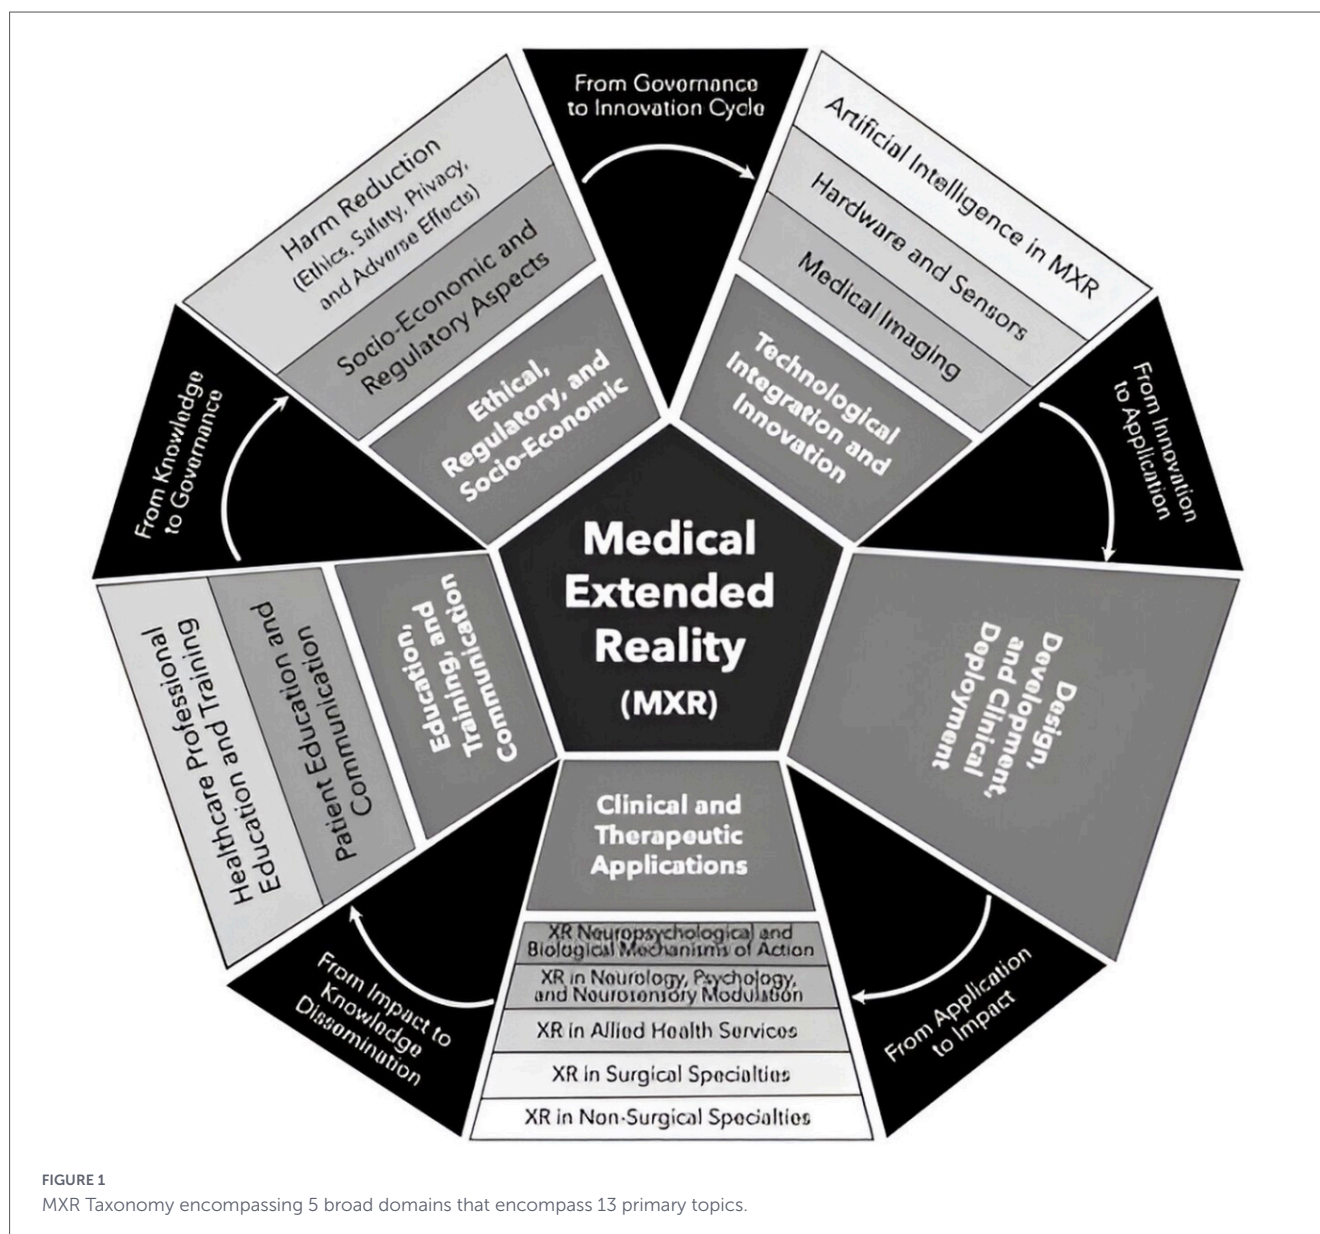 From Governance
to Innovation Cycle
Artificial Intelligence in MXR
Hardware and Sensors
Medical Imaging
Technological
Integration and
Innovation
From Innovation
to Application
Design,
Development,
and Clinical
Deployment
From Application
to Impact
Clinical and
Therapeutic
Applications
XR Neuropsychological and
Biological Mechanisms of Action
XR in Neurology, Psychology,
and Neurosensory Modulation
XR in Allied Health Services
XR in Surgical Specialties
XR in Non-Surgical Specialties
From Impact to
Knowledge
Dissemination
Education,
Training, and
Communication
Patient Education and
Communication
Healthcare Professional
Education and Training
From Knowledge
to Governance
Harm Reduction
(Ethics, Safety, Privacy,
and Adverse Effects)
Socio-Economic and
Regulatory Aspects
Ethical,
Regulatory, and
Socio-Economic
Medical
Extended
Reality
(MXR)
FIGURE 1
MXR Taxonomy encompassing 5 broad domains that encompass 13 primary topics.